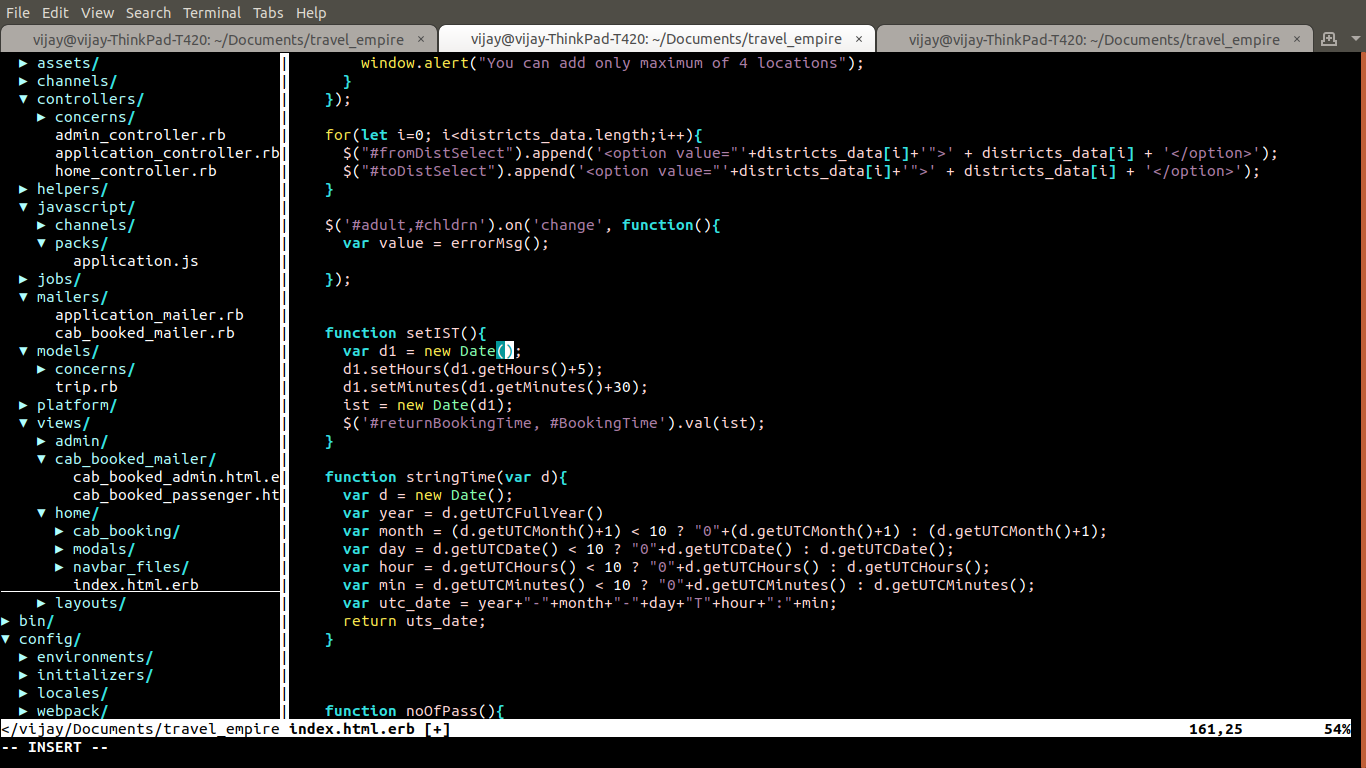 File Edit View Search Terminal Tabs Help
vijay@vijay-ThinkPad-T420: ~/Documents/travel_empire × vijay@vijay-ThinkPad-T420: ~/Documents/travel_empire × vijay@vijay-ThinkPad-T420: ~/Documents/travel_empire ×
▶ assets/
▶ channels/
▼ controllers/
▶ concerns/
admin_controller.rb
application_controller.rb
home_controller.rb
▶ helpers/
▼ javascript/
▶ channels/
▼ packs/
application.js
▶ jobs/
▼ mailers/
application_mailer.rb
cab_booked_mailer.rb
▼ models/
▶ concerns/
trip.rb
▶ platform/
▼ views/
▶ admin/
▼ cab_booked_mailer/
cab_booked_admin.html.e
cab_booked_passenger.ht
▼ home/
▶ cab_booking/
▶ modals/
▶ navbar_files/
index.html.erb
▶ layouts/
▶ bin/
▼ config/
▶ environments/
▶ initializers/
▶ locales/
▶ webpack/
window.alert("You can add only maximum of 4 locations");
}
});
for(let i=0; i<districts_data.length;i++){
$("#fromDistSelect").append('<option value="'+districts_data[i]+'">' + districts_data[i] + '</option>');
$("#toDistSelect").append('<option value="'+districts_data[i]+'">' + districts_data[i] + '</option>');
}
$('#adult,#chldrn').on('change', function(){
var value = errorMsg();
});
function setIST(){
var d1 = new Date();
d1.setHours(d1.getHours()+5);
d1.setMinutes(d1.getMinutes()+30);
ist = new Date(d1);
$('#returnBookingTime, #BookingTime').val(ist);
}
function stringTime(var d){
var d = new Date();
var year = d.getUTCFullYear()
var month = (d.getUTCMonth()+1) < 10 ? "0"+(d.getUTCMonth()+1) : (d.getUTCMonth()+1);
var day = d.getUTCDate() < 10 ? "0"+d.getUTCDate() : d.getUTCDate();
var hour = d.getUTCHours() < 10 ? "0"+d.getUTCHours() : d.getUTCHours();
var min = d.getUTCMinutes() < 10 ? "0"+d.getUTCMinutes() : d.getUTCMinutes();
var utc_date = year+"-"+month+"-"+day+"T"+hour+":"+min;
return uts_date;
}
function noOfPass(){
</vijay/Documents/travel_empire index.html.erb [+] 161,25 54%
-- INSERT --